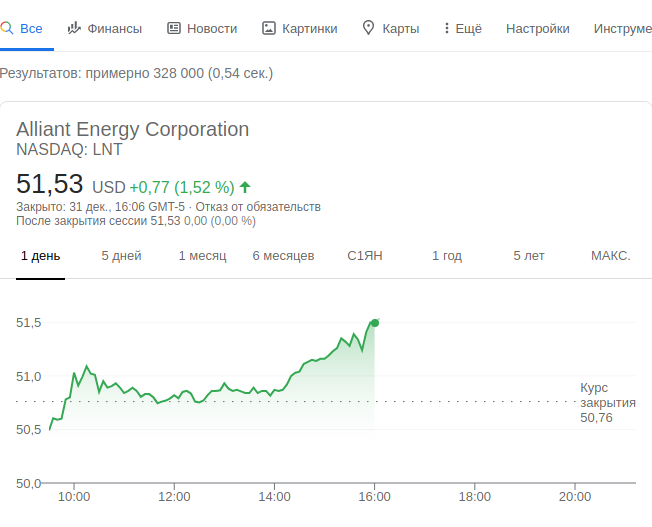 Все Финансы Новости Картинки Карты Ещё Настройки Инструме
Результатов: примерно 328 000 (0,54 сек.)
Alliant Energy Corporation
NASDAQ: LNT
51,53 USD +0,77 (1,52 %)
Закрыто: 31 дек., 16:06 GMT-5 · Отказ от обязательств
После закрытия сессии 51,53 0,00 (0,00 %)
1 день 5 дней 1 месяц 6 месяцев С1ЯН 1 год 5 лет МАКС.
51,5
51,0
Курс
закрытия
50,76
50,5
50,0
10:00 12:00 14:00 16:00 18:00 20:00